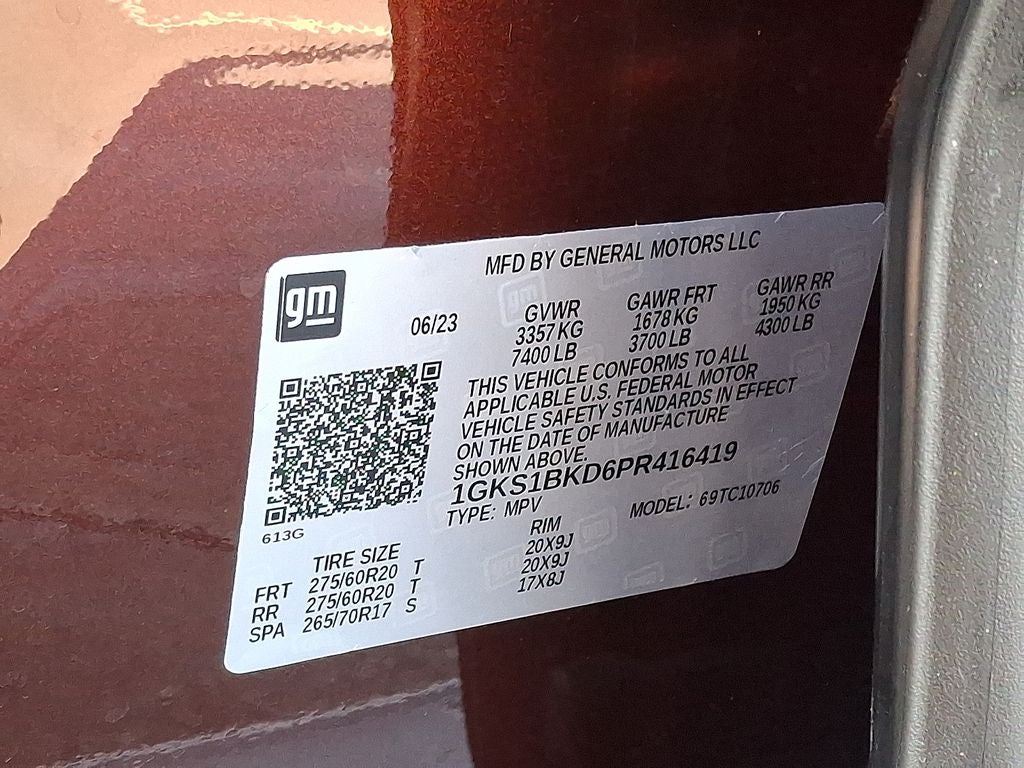 MFD BY GENERAL MOTORS LLC
gm
06/23
GVWR GAWR FRT GAWR RR
3357 KG 1678 KG 1950 KG
7400 LB 3700 LB 4300 LB
THIS VEHICLE CONFORMS TO ALL
APPLICABLE U.S. FEDERAL MOTOR
VEHICLE SAFETY STANDARDS IN EFFECT
ON THE DATE OF MANUFACTURE
SHOWN ABOVE.
1GKS1BKD6PR416419
TYPE: MPV MODEL: 69TC10706
613G
TIRE SIZE RIM
FRT 275/60R20 T 20X9J
RR 275/60R20 T 20X9J
SPA 265/70R17 S 17X8J